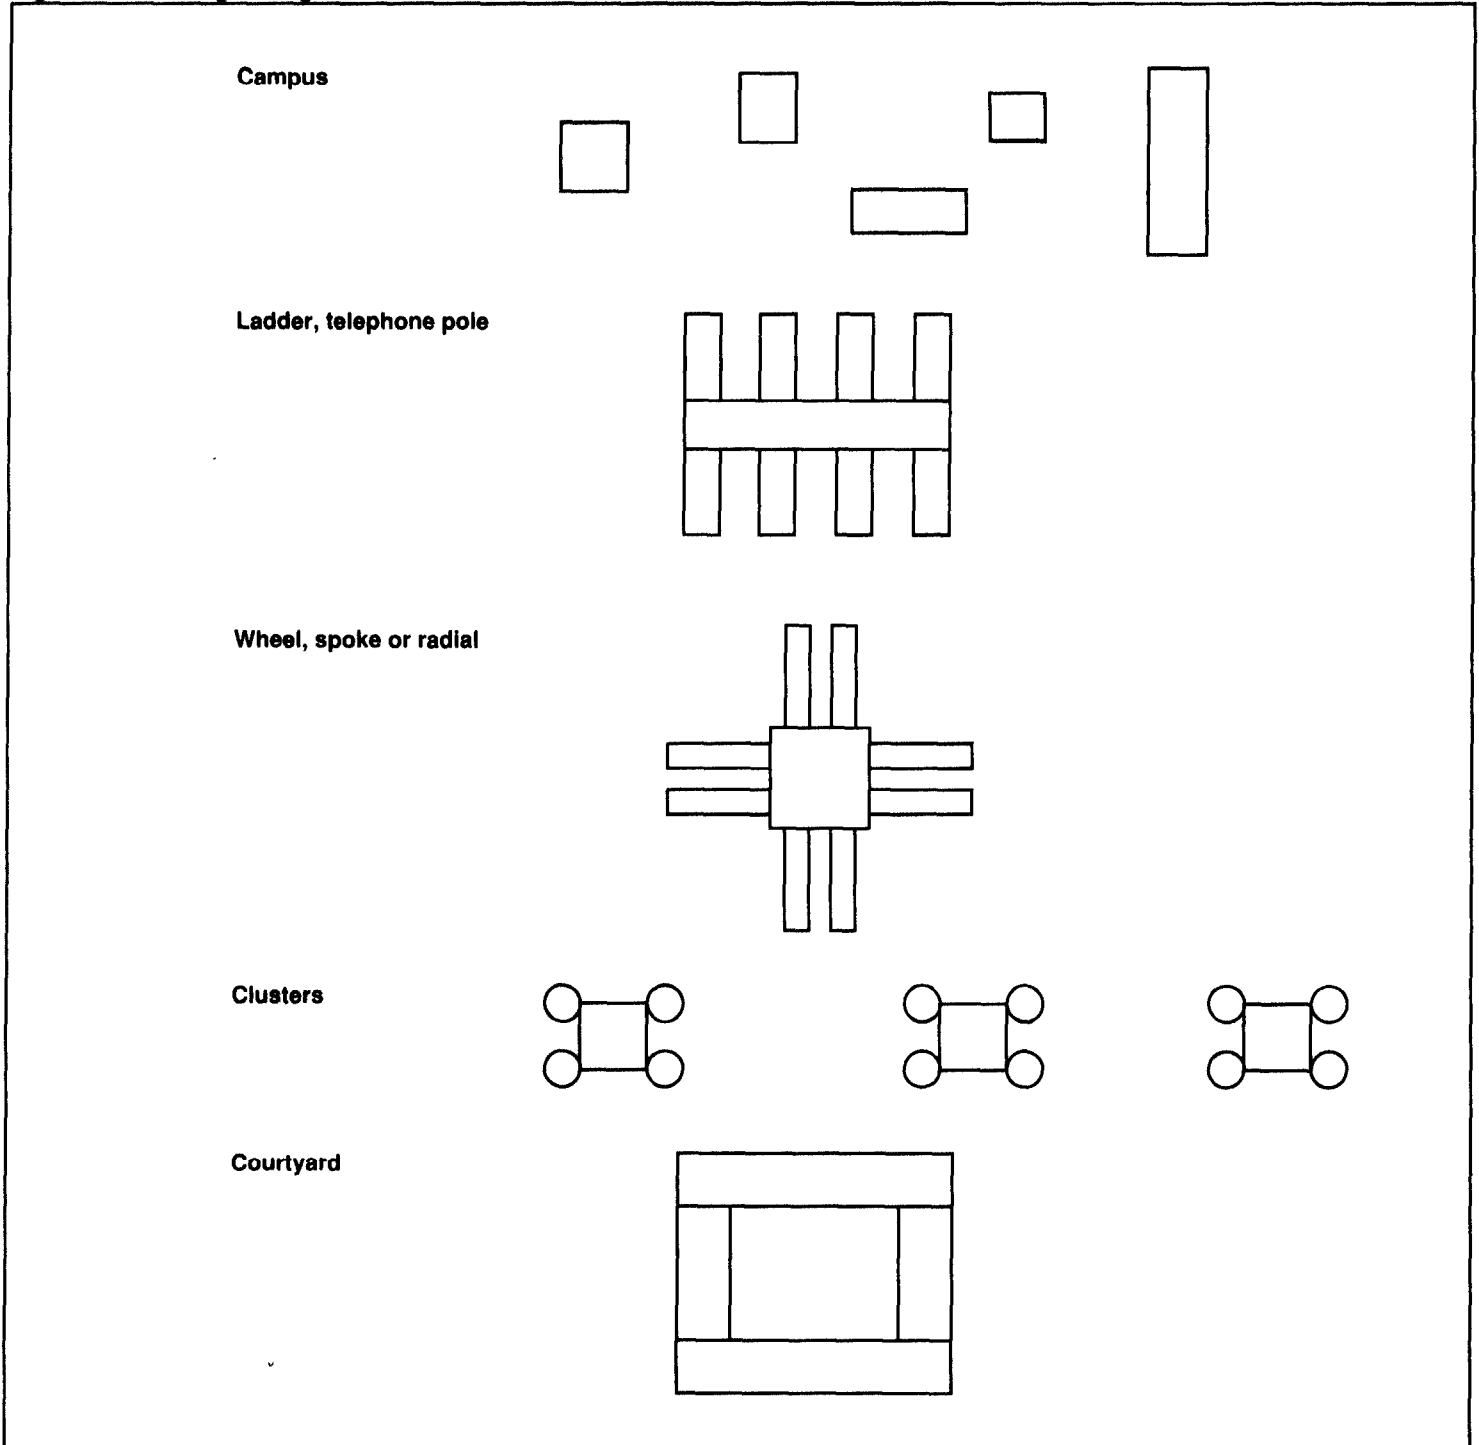 Campus
Ladder, telephone pole
Wheel, spoke or radial
Clusters
Courtyard